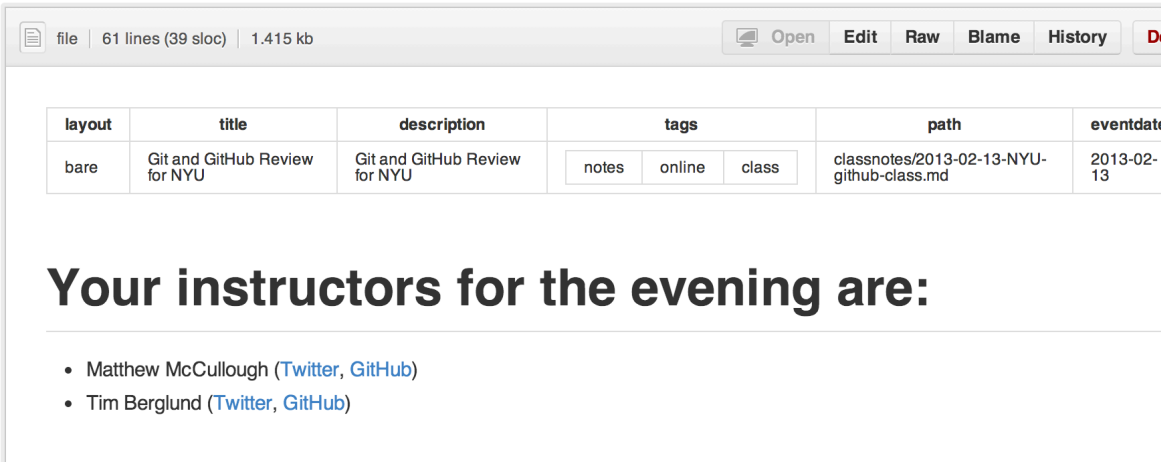 file | 61 lines (39 sloc) | 1.415 kb Open Edit Raw Blame History
layout title description tags path eventdate
bare Git and GitHub Review for NYU Git and GitHub Review for NYU notes online class classnotes/2013-02-13-NYU-github-class.md 2013-02-13
Your instructors for the evening are:
• Matthew McCullough (Twitter, GitHub)
• Tim Berglund (Twitter, GitHub)